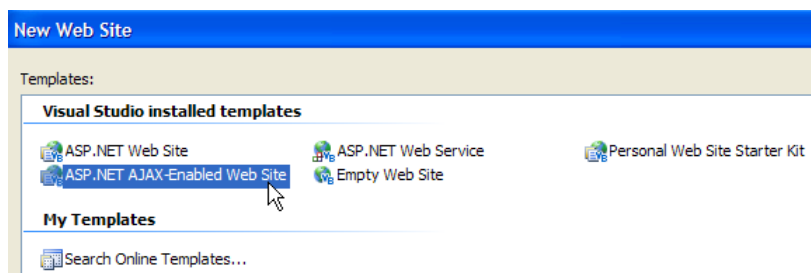 New Web Site
Templates:
Visual Studio installed templates
ASP.NET Web Site ASP.NET Web Service Personal Web Site Starter Kit
ASP.NET AJAX-Enabled Web Site Empty Web Site
My Templates
Search Online Templates...